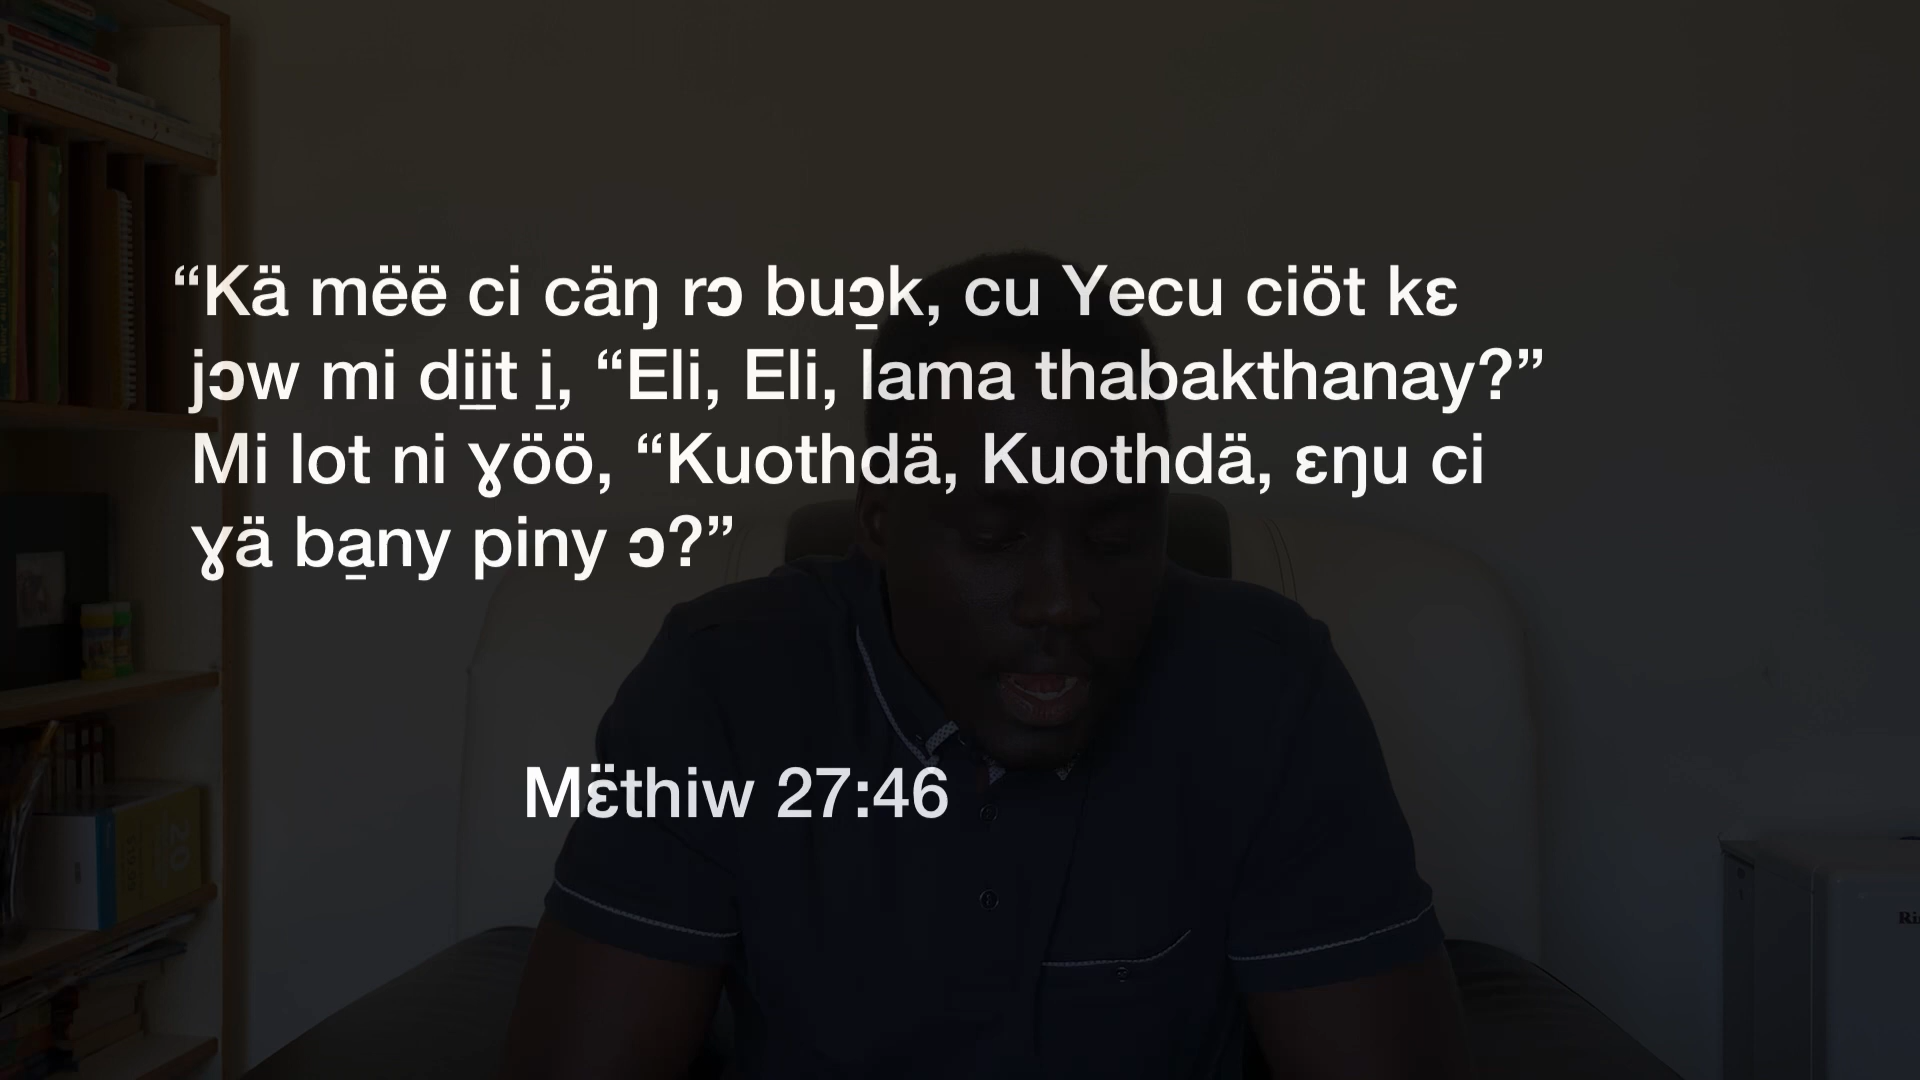 “Kä mëë ci cäŋ rɔ buɔ̱k, cu Yecu ciöt kɛ
jɔw mi di̱i̱t i̱, “Eli, Eli, lama thabakthanay?”
Mi lot ni ɣöö, “Kuothdä, Kuothdä, ɛŋu ci
ɣä ba̱ny piny ɔ?”
Mɛ̈thiw 27:46